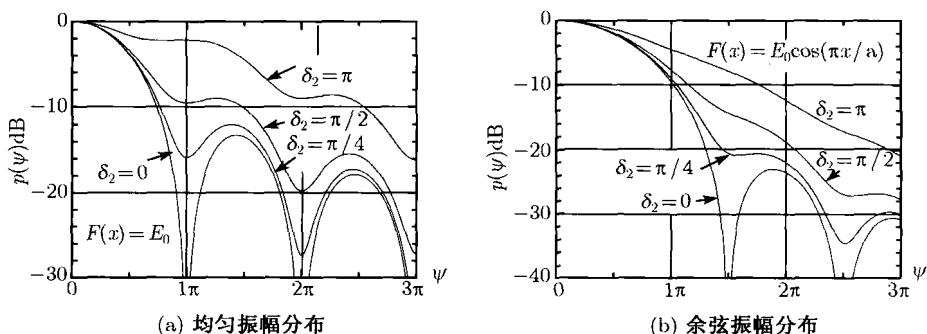 0
−10
−20
−30
p(ψ)dB
δ₂=π
δ₂=π/2
δ₂=π/4
δ₂=0
F(x)=E₀
0 1π 2π 3π ψ
(a) 均匀振幅分布
0
−10
−20
−30
−40
p(ψ)dB
F(x)=E₀cos(πx/a)
δ₂=π
δ₂=π/2
δ₂=π/4
δ₂=0
0 1π 2π 3π ψ
(b) 余弦振幅分布